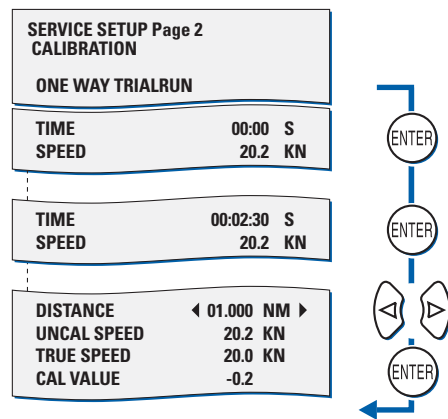 SERVICE SETUP Page 2
CALIBRATION
ONE WAY TRIALRUN
TIME 00:00 S
SPEED 20.2 KN
ENTER
TIME 00:02:30 S
SPEED 20.2 KN
ENTER
DISTANCE 01.000 NM
UNCAL SPEED 20.2 KN
TRUE SPEED 20.0 KN
CAL VALUE -0.2
ENTER